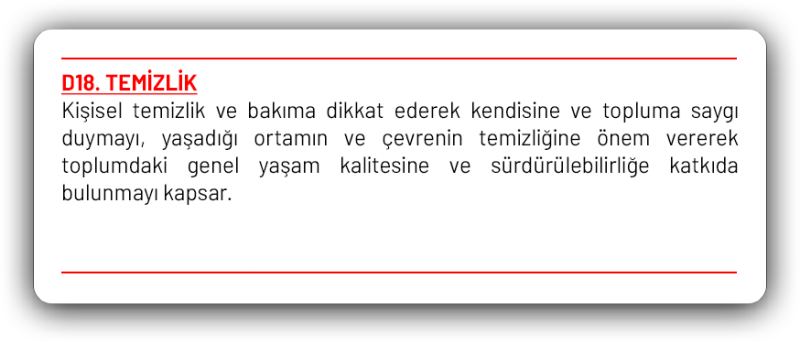 D18. TEMİZLİK
Kişisel temizlik ve bakıma dikkat ederek kendisine ve topluma saygı
duymayı, yaşadığı ortamın ve çevrenin temizliğine önem vererek
toplumdaki genel yaşam kalitesine ve sürdürülebilirliğe katkıda
bulunmayı kapsar.